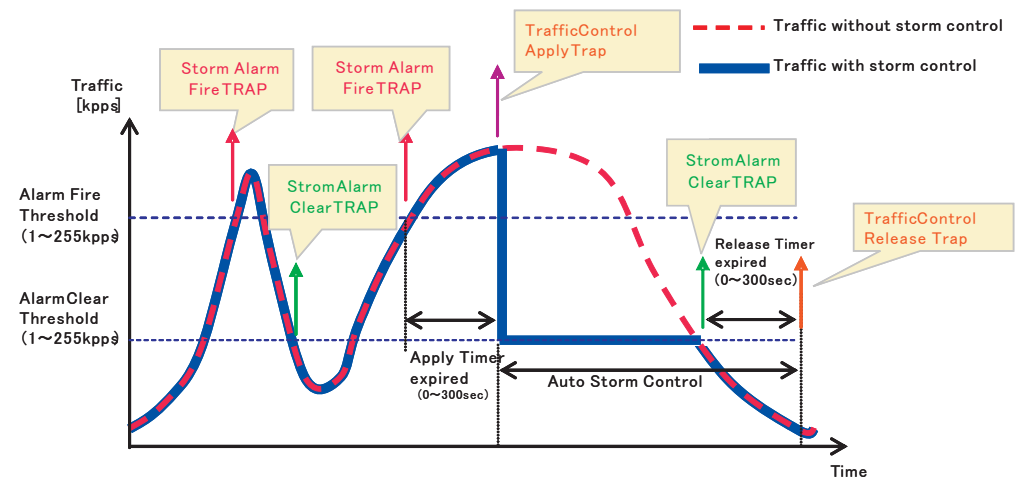 TrafficControl
ApplyTrap
Traffic without storm control
Traffic with storm control
Storm Alarm
FireTRAP
Storm Alarm
FireTRAP
Traffic
[kpps]
StromAlarm
ClearTRAP
StromAlarm
ClearTRAP
Alarm Fire
Threshold
(1〜255kpps)
TrafficControl
Release Trap
Release Timer
expired
(0〜300sec)
AlarmClear
Threshold
(1〜255kpps)
Apply Timer
expired
(0〜300sec)
Auto Storm Control
Time